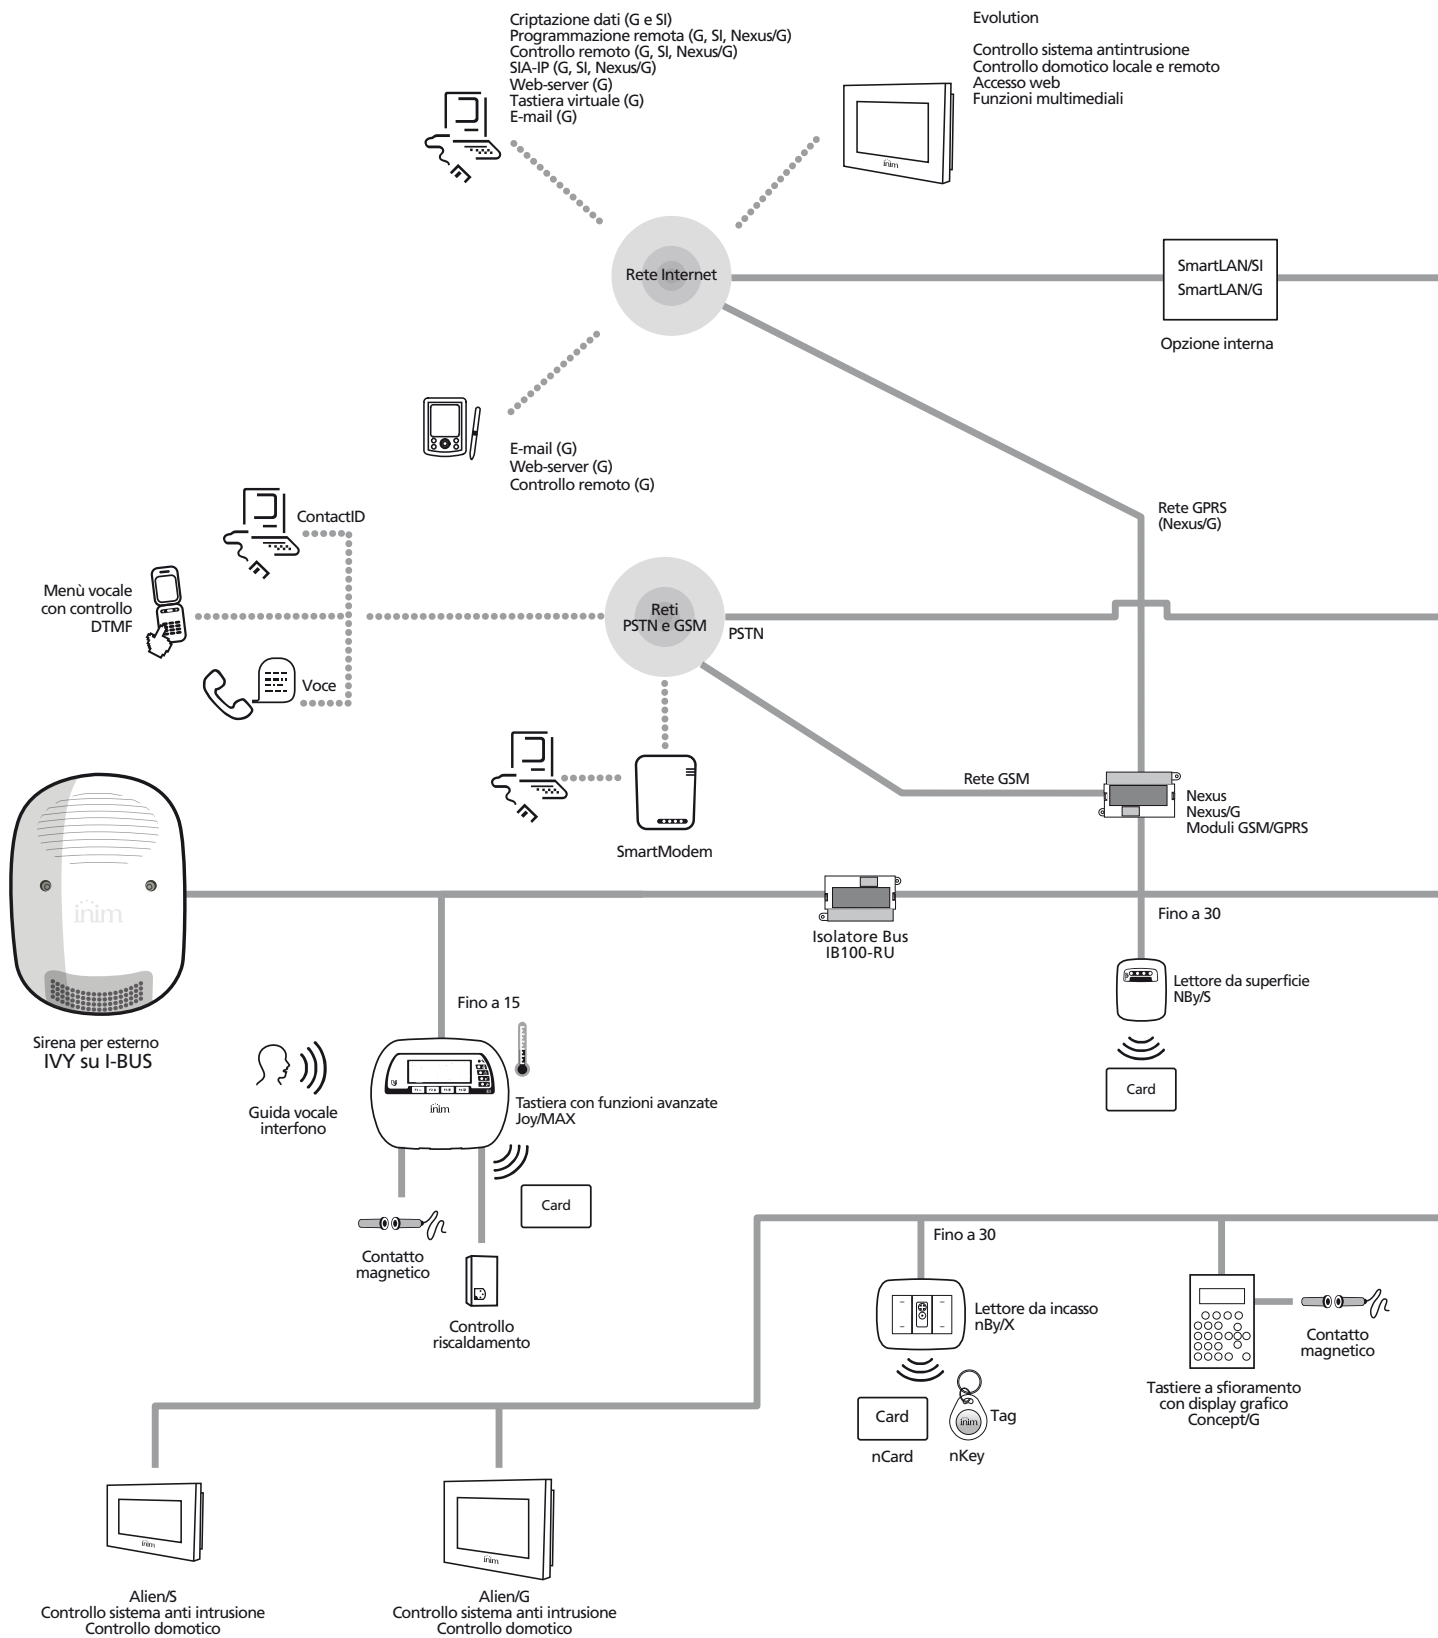 Criptazione dati (G e SI)
Programmazione remota (G, SI, Nexus/G)
Controllo remoto (G, SI, Nexus/G)
SIA-IP (G, SI, Nexus/G)
Web-server (G)
Tastiera virtuale (G)
E-mail (G)
Evolution
Controllo sistema antintrusione
Controllo domotico locale e remoto
Accesso web
Funzioni multimediali
inim
Rete Internet
SmartLAN/SI
SmartLAN/G
Opzione interna
E-mail (G)
Web-server (G)
Controllo remoto (G)
Rete GPRS
(Nexus/G)
ContactID
Menù vocale
con controllo
DTMF
Voce
Reti
PSTN e GSM
PSTN
SmartModem
Rete GSM
Nexus
Nexus/G
Moduli GSM/GPRS
inim
Isolatore Bus
IB100-RU
Fino a 30
Lettore da superficie
NBy/S
Card
Sirena per esterno
IVY su I-BUS
Fino a 15
Guida vocale
interfono
inim
Tastiera con funzioni avanzate
Joy/MAX
Card
Contatto
magnetico
Controllo
riscaldamento
Fino a 30
Lettore da incasso
nBy/X
Card
nCard
inim
Tag
nKey
Contatto
magnetico
Tastiere a sfioramento
con display grafico
Concept/G
inim
Alien/S
Controllo sistema anti intrusione
Controllo domotico
inim
Alien/G
Controllo sistema anti intrusione
Controllo domotico